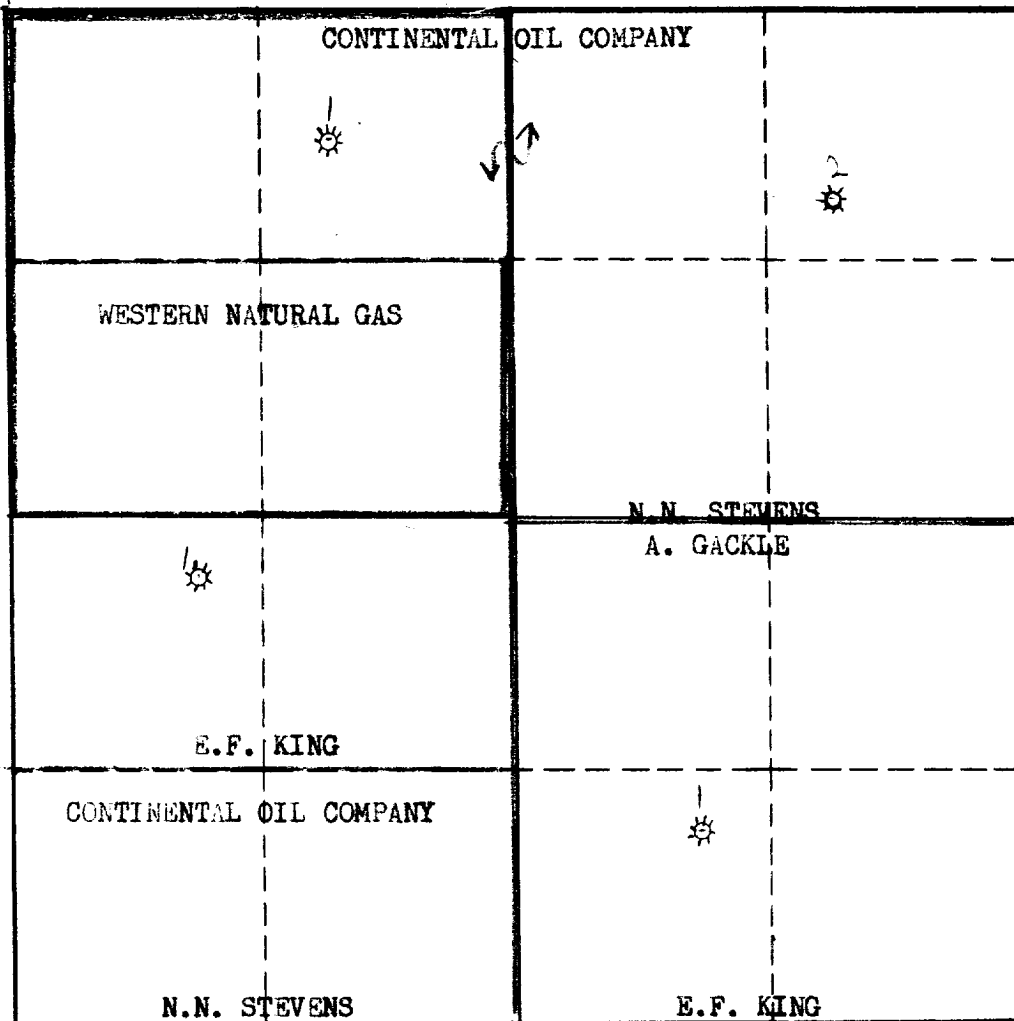 CONTINENTAL OIL COMPANY
1
2
WESTERN NATURAL GAS
N.N. STEVENS
A. GACKLE
1
E.F. KING
CONTINENTAL OIL COMPANY
1
N.N. STEVENS
E.F. KING